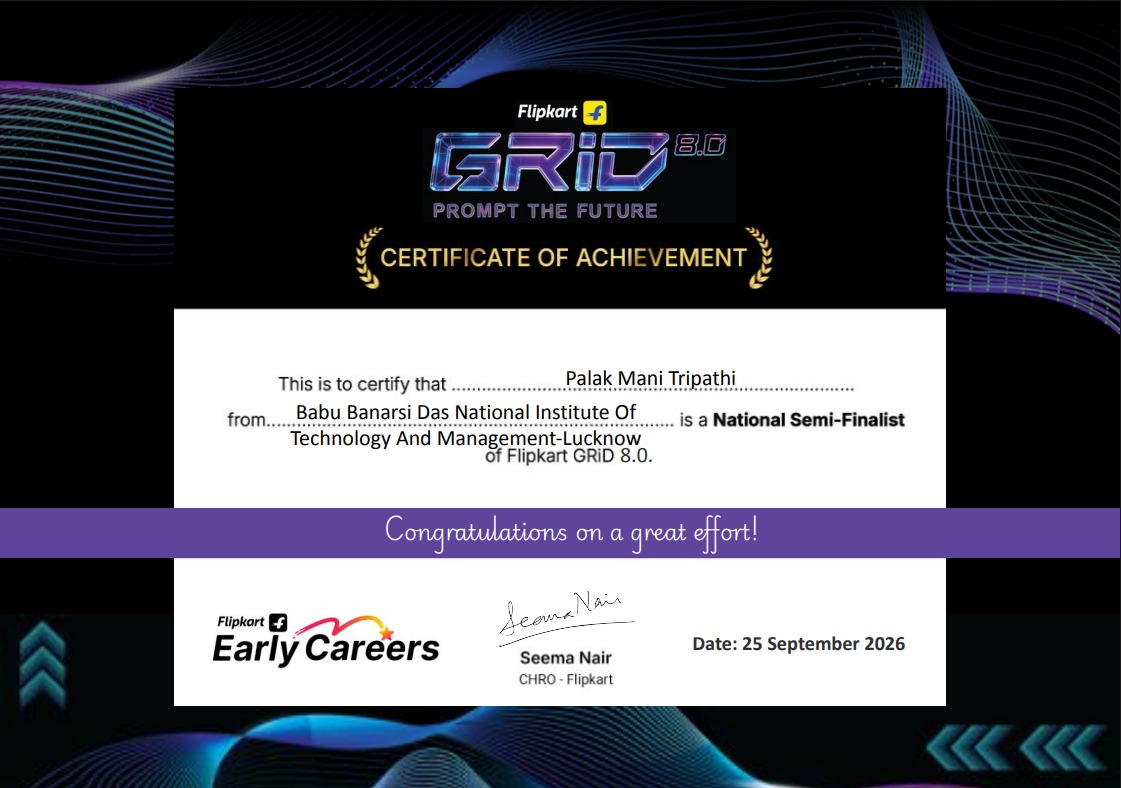 Flipkart
GRiD 8.0
PROMPT THE FUTURE
CERTIFICATE OF ACHIEVEMENT
This is to certify that ........ Palak Mani Tripathi ........
from........ Babu Banarsi Das National Institute Of ........ is a National Semi-Finalist
Technology And Management-Lucknow
of Flipkart GRiD 8.0.
Congratulations on a great effort!
Flipkart
Early Careers
Seema Nair
Seema Nair
CHRO - Flipkart
Date: 25 September 2026